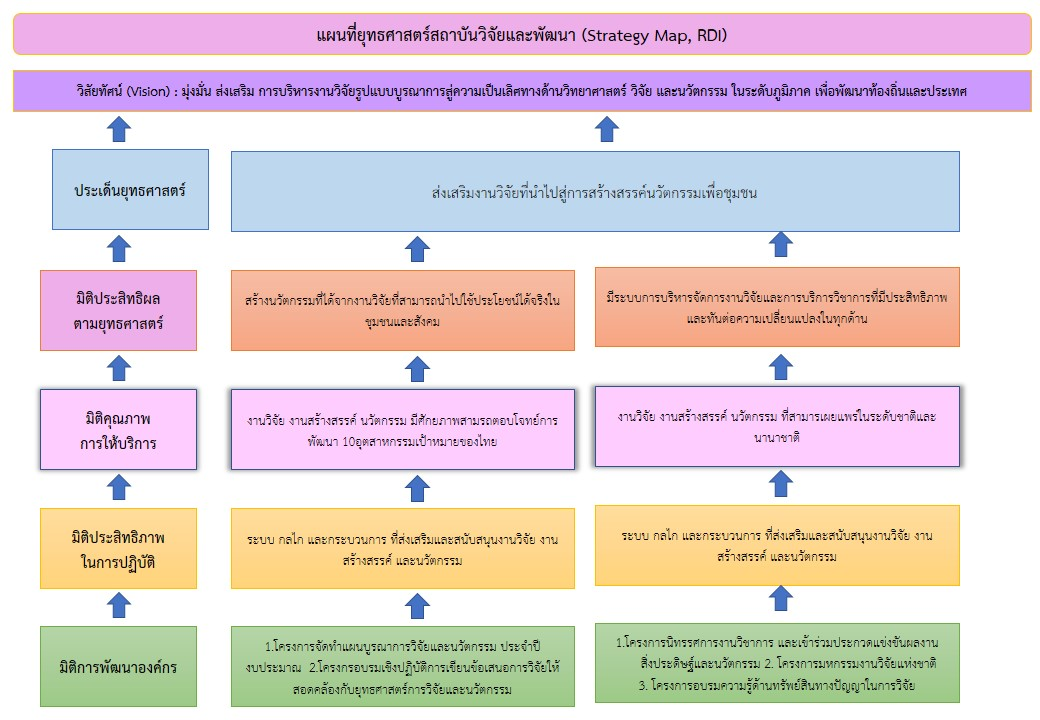 แผนที่ยุทธศาสตร์สถาบันวิจัยและพัฒนา (Strategy Map, RDI)
วิสัยทัศน์ (Vision) : มุ่งมั่น ส่งเสริม การบริหารงานวิจัยรูปแบบบูรณาการสู่ความเป็นเลิศทางด้านวิทยาศาสตร์ วิจัย และนวัตกรรม ในระดับภูมิภาค เพื่อพัฒนาท้องถิ่นและประเทศ
ประเด็นยุทธศาสตร์
ส่งเสริมงานวิจัยที่นำไปสู่การสร้างสรรค์นวัตกรรมเพื่อชุมชน
มิติประสิทธิผล
ตามยุทธศาสตร์
สร้างนวัตกรรมที่ได้จากงานวิจัยที่สามารถนำไปใช้ประโยชน์ได้จริงใน
ชุมชนและสังคม
มีระบบการบริหารจัดการงานวิจัยและการบริการวิชาการที่มีประสิทธิภาพ
และทันต่อความเปลี่ยนแปลงในทุกด้าน
มิติคุณภาพ
การให้บริการ
งานวิจัย งานสร้างสรรค์ นวัตกรรม มีศักยภาพสามรถตอบโจทย์การ
พัฒนา 10อุตสาหกรรมเป้าหมายของไทย
งานวิจัย งานสร้างสรรค์ นวัตกรรม ที่สามารเผยแพร่ในระดับชาติและ
นานาชาติ
มิติประสิทธิภาพ
ในการปฏิบัติ
ระบบ กลไก และกระบวนการ ที่ส่งเสริมและสนับสนุนงานวิจัย งาน
สร้างสรรค์ และนวัตกรรม
ระบบ กลไก และกระบวนการ ที่ส่งเสริมและสนับสนุนงานวิจัย งาน
สร้างสรรค์ และนวัตกรรม
มิติการพัฒนาองค์กร
1.โครงการจัดทำแผนบูรณาการวิจัยและนวัตกรรม ประจำปี
งบประมาณ 2.โครงกรอบรมเชิงปฏิบัติการเขียนข้อเสนอการวิจัยให้
สอดคล้องกับยุทธศาสตร์การวิจัยและนวัตกรรม
1.โครงการนิทรรศการงานวิชาการ และเข้าร่วมประกวดแข่งขันผลงาน
สิ่งประดิษฐ์และนวัตกรรม 2. โครงการมหกรรมงานวิจัยแห่งชาติ
3. โครงการอบรมความรู้ด้านทรัพย์สินทางปัญญาในการวิจัย